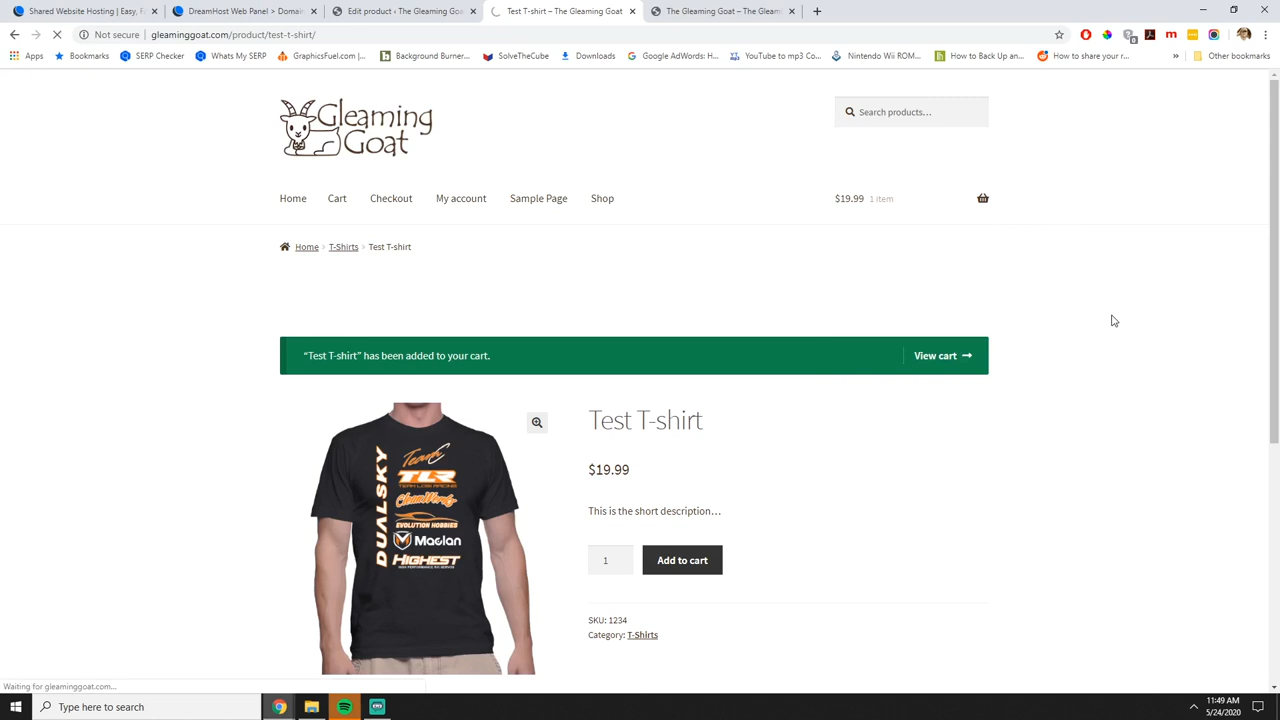 Shared Website Hosting | Easy, F
DreamHost Web Panel > Domain
Edit product ‹ The Gleaming Goa
Test T-shirt – The Gleaming Goat
The Gleaming Goat – The Gleam
Not secure | gleaminggoat.com/product/test-t-shirt/
Apps Bookmarks SERP Checker Whats My SERP GraphicsFuel.com |... Background Burner... SolveTheCube Downloads Google AdWords: H... YouTube to mp3 Co... Nintendo Wii ROM... How to Back Up an... How to share your r... » Other bookmarks
Gleaming
Goat
Search products…
Home Cart Checkout My account Sample Page Shop $19.99 1 item
Home > T-Shirts > Test T-shirt
“Test T-shirt” has been added to your cart. View cart →
Test T-shirt
$19.99
This is the short description…
1 Add to cart
SKU: 1234
Category: T-Shirts
DUALSKY
Team C
TLR
TEAM LOSI RACING
CleanWorks
EVOLUTION HOBBIES
Maclan
HIGHEST
Waiting for gleaminggoat.com...
Type here to search
11:49 AM
5/24/2020